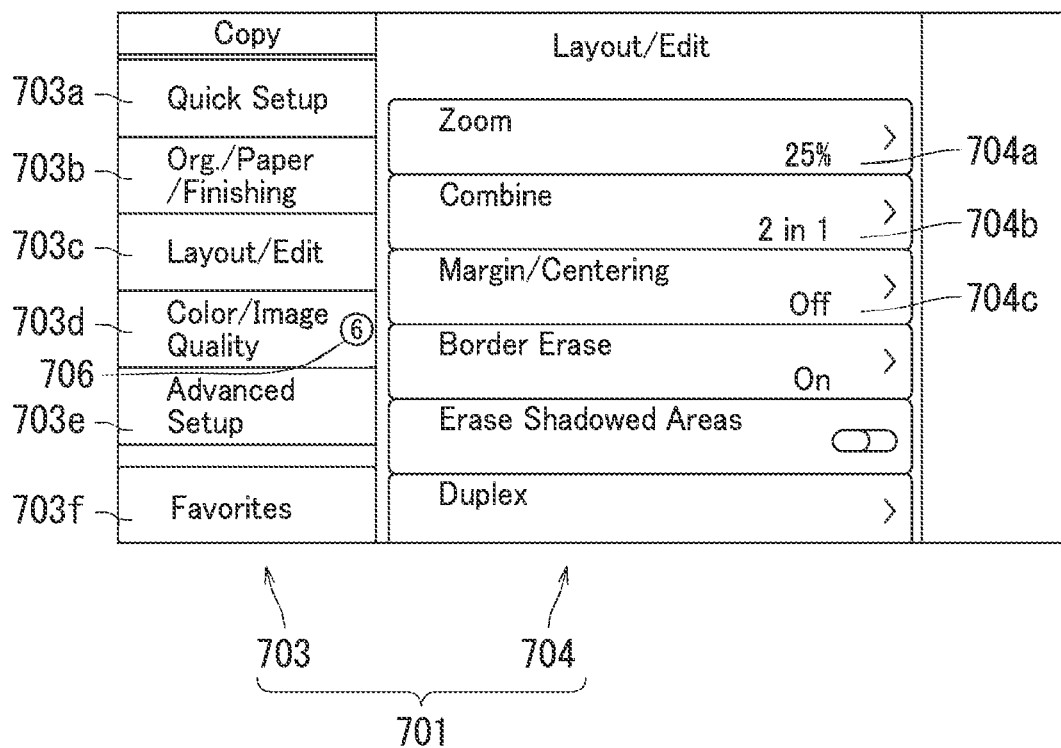 Copy
Layout/Edit
703a
Quick Setup
703b
Org./Paper
/Finishing
703c
Layout/Edit
703d
Color/Image
Quality
6
706
703e
Advanced
Setup
703f
Favorites
Zoom
25%
>
704a
Combine
2 in 1
>
704b
Margin/Centering
Off
>
704c
Border Erase
On
>
Erase Shadowed Areas
Duplex
>
703
704
701